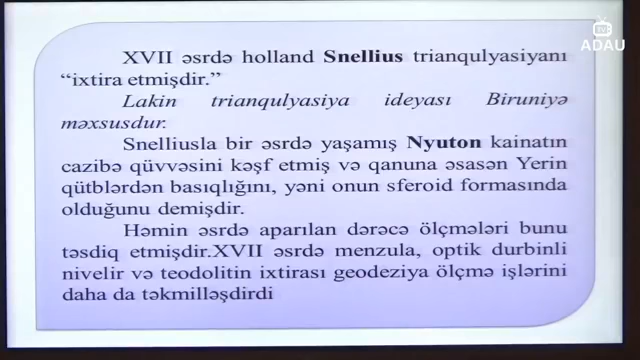 TV
ADAU
XVII əsrdə holland Snellius trianqulyasiyanı
“ixtira etmişdir.”
Lakin trianqulyasiya ideyası Biruniyə
məxsusdur.
Snelliusla bir əsrdə yaşamış Nyuton kainatın
cazibə qüvvəsini kəşf etmiş və qanuna əsasən Yerin
qütblərdən basıqlığını, yəni onun sferoid formasında
olduğunu demişdir.
Həmin əsrdə aparılan dərəcə ölçmələri bunu
təsdiq etmişdir.XVII əsrdə menzula, optik durbinli
nivelir və teodolitin ixtirası geodeziya ölçmə işlərini
daha da təkmilləşdirdi